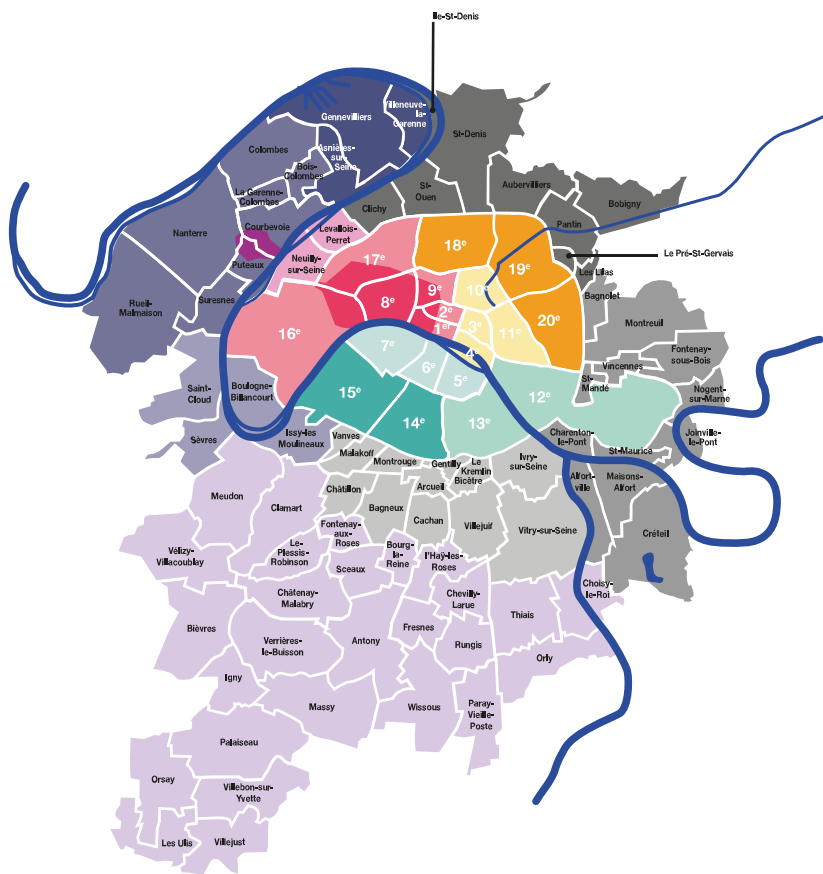 Ile-St-Denis
Villeneuve-
la-
Garenne
Gennevilliers
St-Denis
Colombes
Asnières-
sur-
Seine
Bois-
Colombes
La Garenne-
Colombes
St-
Ouen
Aubervilliers
Bobigny
Clichy
Pantin
Courbevoie
Levallois-
Perret
Nanterre
18e
17e
19e
Le Pré-St-Gervais
Puteaux
Neuilly-
sur-Seine
Les Lilas
Bagnolet
Rueil-
Malmaison
Suresnes
9e
10e
8e
2e
1er
3e
11e
20e
Montreuil
16e
7e
4e
Fontenay-
sous-Bois
Vincennes
6e
5e
St-
Mandé
Saint-
Cloud
Boulogne-
Billancourt
15e
12e
Nogent-
sur-Marne
14e
13e
Sèvres
Issy-les
Moulineaux
Vanves
Malakoff
Montrouge
Gentilly
Le
Kremlin
Bicêtre
Ivry-
sur-Seine
Charenton-
le-Pont
St-Maurice
Joinville-
le-Pont
Meudon
Clamart
Châtillon
Bagneux
Arcueil
Cachan
Villejuif
Vitry-sur-Seine
Alfort-
ville
Maisons-
Alfort
Créteil
Vélizy-
Villacoublay
Le-
Plessis-
Robinson
Fontenay-
aux-
Roses
Sceaux
Bourg-
la-
Reine
l'Haÿ-les-
Roses
Châtenay-
Malabry
Chevilly-
Larue
Thiais
Choisy-
le-Roi
Bièvres
Verrières-
le-Buisson
Antony
Fresnes
Rungis
Orly
Igny
Massy
Wissous
Paray-
Vieille-
Poste
Palaiseau
Orsay
Villebon-sur-
Yvette
Les Ulis
Villejust